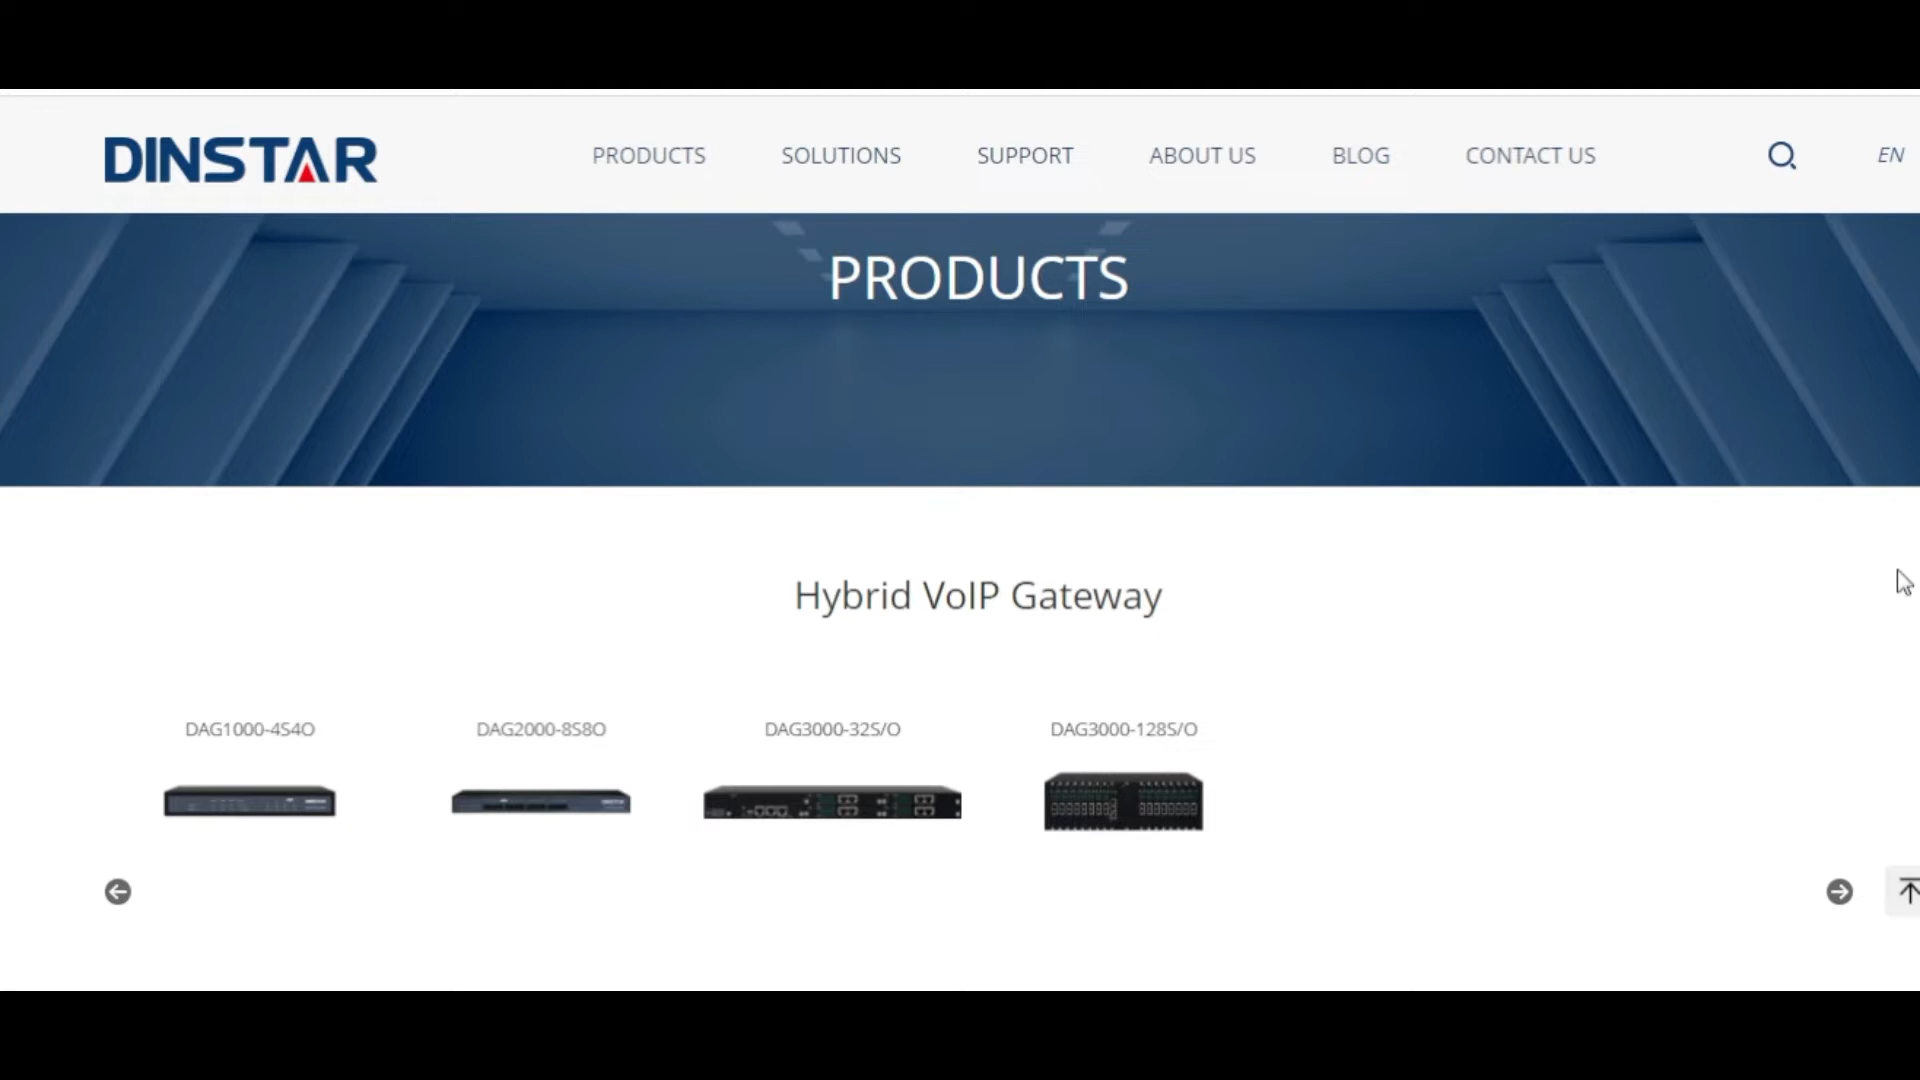 DINSTAR
PRODUCTS
SOLUTIONS
SUPPORT
ABOUT US
BLOG
CONTACT US
EN
PRODUCTS
Hybrid VoIP Gateway
DAG1000-4S4O
DAG2000-8S8O
DAG3000-32S/O
DAG3000-128S/O